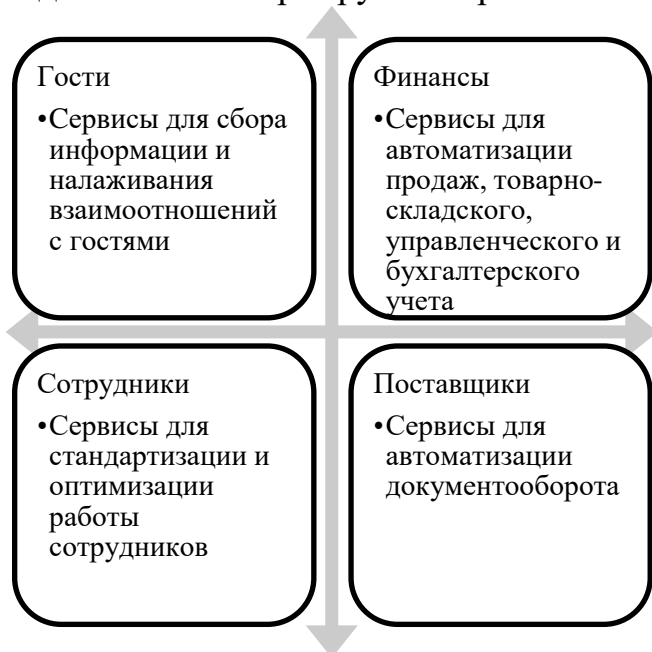 Гости
•Сервисы для сбора
информации и
налаживания
взаимоотношений
с гостями
Финансы
•Сервисы для
автоматизации
продаж, товарно-
складского,
управленческого и
бухгалтерского
учета
Сотрудники
•Сервисы для
стандартизации и
оптимизации
работы
сотрудников
Поставщики
•Сервисы для
автоматизации
документооборота